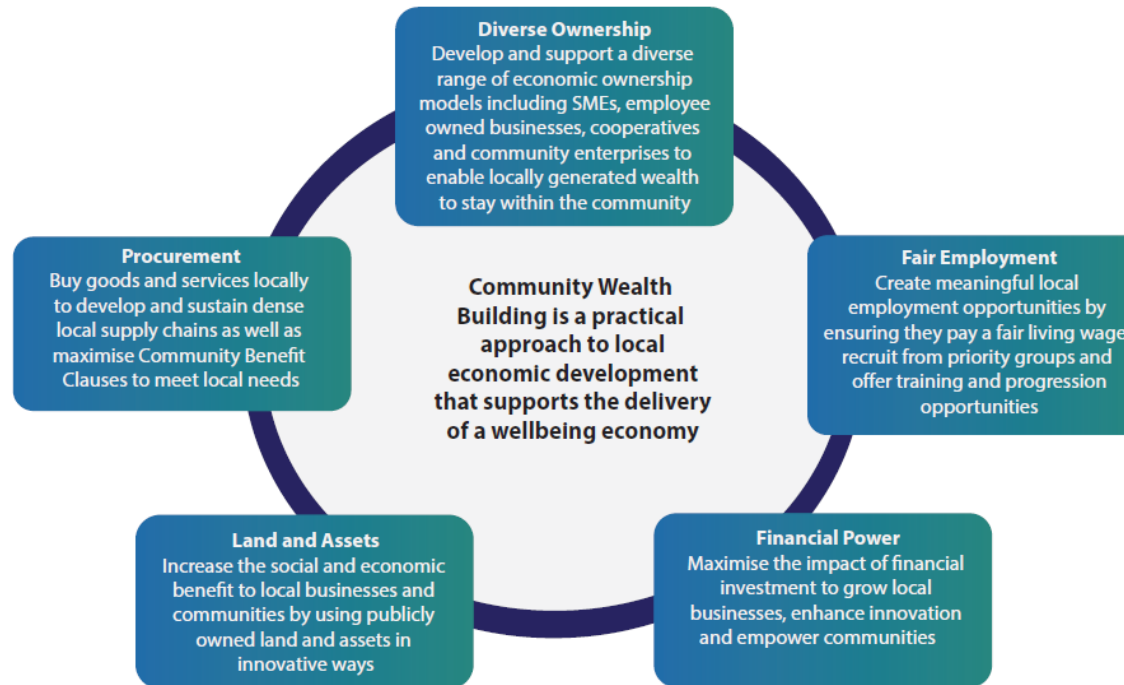 Diverse Ownership
Develop and support a diverse
range of economic ownership
models including SMEs, employee
owned businesses, cooperatives
and community enterprises to
enable locally generated wealth
to stay within the community
Procurement
Buy goods and services locally
to develop and sustain dense
local supply chains as well as
maximise Community Benefit
Clauses to meet local needs
Community Wealth
Building is a practical
approach to local
economic development
that supports the delivery
of a wellbeing economy
Fair Employment
Create meaningful local
employment opportunities by
ensuring they pay a fair living wage
recruit from priority groups and
offer training and progression
opportunities
Land and Assets
Increase the social and economic
benefit to local businesses and
communities by using publicly
owned land and assets in
innovative ways
Financial Power
Maximise the impact of financial
investment to grow local
businesses, enhance innovation
and empower communities